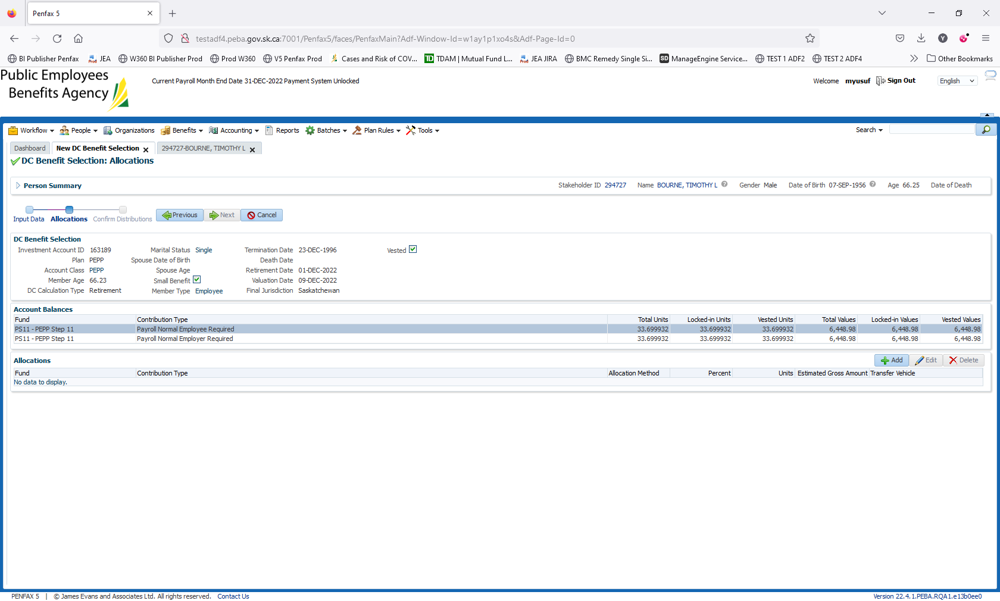 Penfax 5
testadf4.peba.gov.sk.ca:7001/Penfax5/faces/PenfaxMain?Adf-Window-Id=w1ay1p1xo4s&Adf-Page-Id=0
BI Publisher Penfax JEA W360 BI Publisher Prod Prod W360 V5 Penfax Prod Cases and Risk of COV... TD TDAM | Mutual Fund L... JEA JIRA BMC Remedy Single Si... SD ManageEngine Service... TEST 1 ADF2 TEST 2 ADF4 Other Bookmarks
Public Employees
Benefits Agency
Current Payroll Month End Date 31-DEC-2022 Payment System Unlocked
Welcome myusuf Sign Out English
Workflow People Organizations Benefits Accounting Reports Batches Plan Rules Tools Search
Dashboard New DC Benefit Selection 294727-BOURNE, TIMOTHY L
DC Benefit Selection: Allocations
Person Summary Stakeholder ID 294727 Name BOURNE, TIMOTHY L Gender Male Date of Birth 07-SEP-1956 Age 66.25 Date of Death
Input Data Allocations Confirm Distributions Previous Next Cancel
DC Benefit Selection
Investment Account ID 163189 Marital Status Single Termination Date 23-DEC-1996 Vested
Plan PEPP Spouse Date of Birth Death Date
Account Class PEPP Spouse Age Retirement Date 01-DEC-2022
Member Age 66.23 Small Benefit Valuation Date 09-DEC-2022
DC Calculation Type Retirement Member Type Employee Final Jurisdiction Saskatchewan
Account Balances
Fund Contribution Type Total Units Locked-in Units Vested Units Total Values Locked-in Values Vested Values
PS11 - PEPP Step 11 Payroll Normal Employee Required 33.699932 33.699932 33.699932 6,448.98 6,448.98 6,448.98
PS11 - PEPP Step 11 Payroll Normal Employer Required 33.699932 33.699932 33.699932 6,448.98 6,448.98 6,448.98
Allocations Add Edit Delete
Fund Contribution Type Allocation Method Percent Units Estimated Gross Amount Transfer Vehicle
No data to display.
PENFAX 5 | © James Evans and Associates Ltd. All rights reserved. Contact Us Version 22.4.1.PEBA.RQA1.e13b0ee0